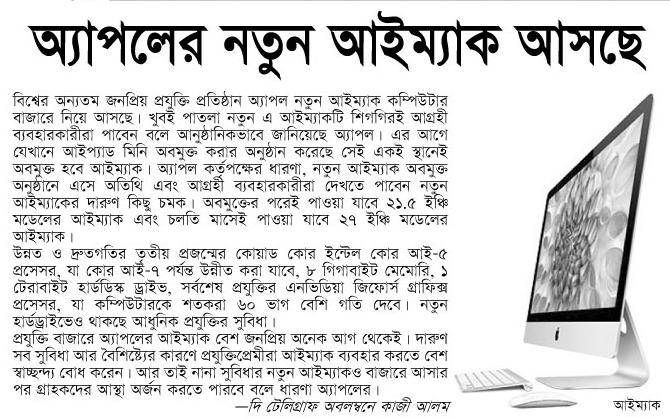 অ্যাপলের নতুন আইম্যাক আসছে
বিশ্বের অন্যতম জনপ্রিয় প্রযুক্তি প্রতিষ্ঠান অ্যাপল নতুন আইম্যাক কম্পিউটার
বাজারে নিয়ে আসছে। খুবই পাতলা নতুন এ আইম্যাকটি শিগগিরই আগ্রহী
ব্যবহারকারীরা পাবেন বলে আনুষ্ঠানিকভাবে জানিয়েছে অ্যাপল। এর আগে
যেখানে আইপ্যাড মিনি অবমুক্ত করার অনুষ্ঠান করেছে সেই একই স্থানেই
অবমুক্ত হবে আইম্যাক। অ্যাপল কর্তৃপক্ষের ধারণা, নতুন আইম্যাক অবমুক্ত
অনুষ্ঠানে এসে অতিথি এবং আগ্রহী ব্যবহারকারীরা দেখতে পাবেন নতুন
আইম্যাকের দারুণ কিছু চমক। অবমুক্তের পরেই পাওয়া যাবে ২১.৫ ইঞ্চি
মডেলের আইম্যাক এবং চলতি মাসেই পাওয়া যাবে ২৭ ইঞ্চি মডেলের
আইম্যাক।
উন্নত ও দ্রুতগতির তৃতীয় প্রজন্মের কোয়াড কোর ইন্টেল কোর আই-৫
প্রসেসর, যা কোর আই-৭ পর্যন্ত উন্নীত করা যাবে, ৮ গিগাবাইট মেমোরি, ১
টেরাবাইট হার্ডডিস্ক ড্রাইভ, সর্বশেষ প্রযুক্তির এনভিডিয়া জিফোর্স গ্রাফিক্স
প্রসেসর, যা কম্পিউটারকে শতকরা ৬০ ভাগ বেশি গতি দেবে। নতুন
হার্ডড্রাইভেও থাকছে আধুনিক প্রযুক্তির সুবিধা।
প্রযুক্তি বাজারে অ্যাপলের আইম্যাক বেশ জনপ্রিয় অনেক আগ থেকেই। দারুণ
সব সুবিধা আর বৈশিষ্ট্যের কারণে প্রযুক্তিপ্রেমীরা আইম্যাক ব্যবহার করতে বেশ
স্বাচ্ছন্দ্য বোধ করেন। আর তাই নানা সুবিধার নতুন আইম্যাকও বাজারে আসার
পর গ্রাহকদের আস্থা অর্জন করতে পারবে বলে ধারণা অ্যাপলের।
—দি টেলিগ্রাফ অবলম্বনে কাজী আলম
আইম্যাক